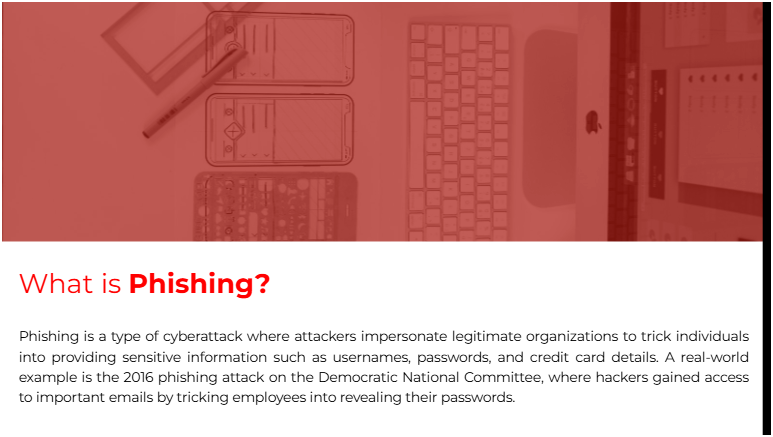 What is Phishing?
Phishing is a type of cyberattack where attackers impersonate legitimate organizations to trick individuals
into providing sensitive information such as usernames, passwords, and credit card details. A real-world
example is the 2016 phishing attack on the Democratic National Committee, where hackers gained access
to important emails by tricking employees into revealing their passwords.